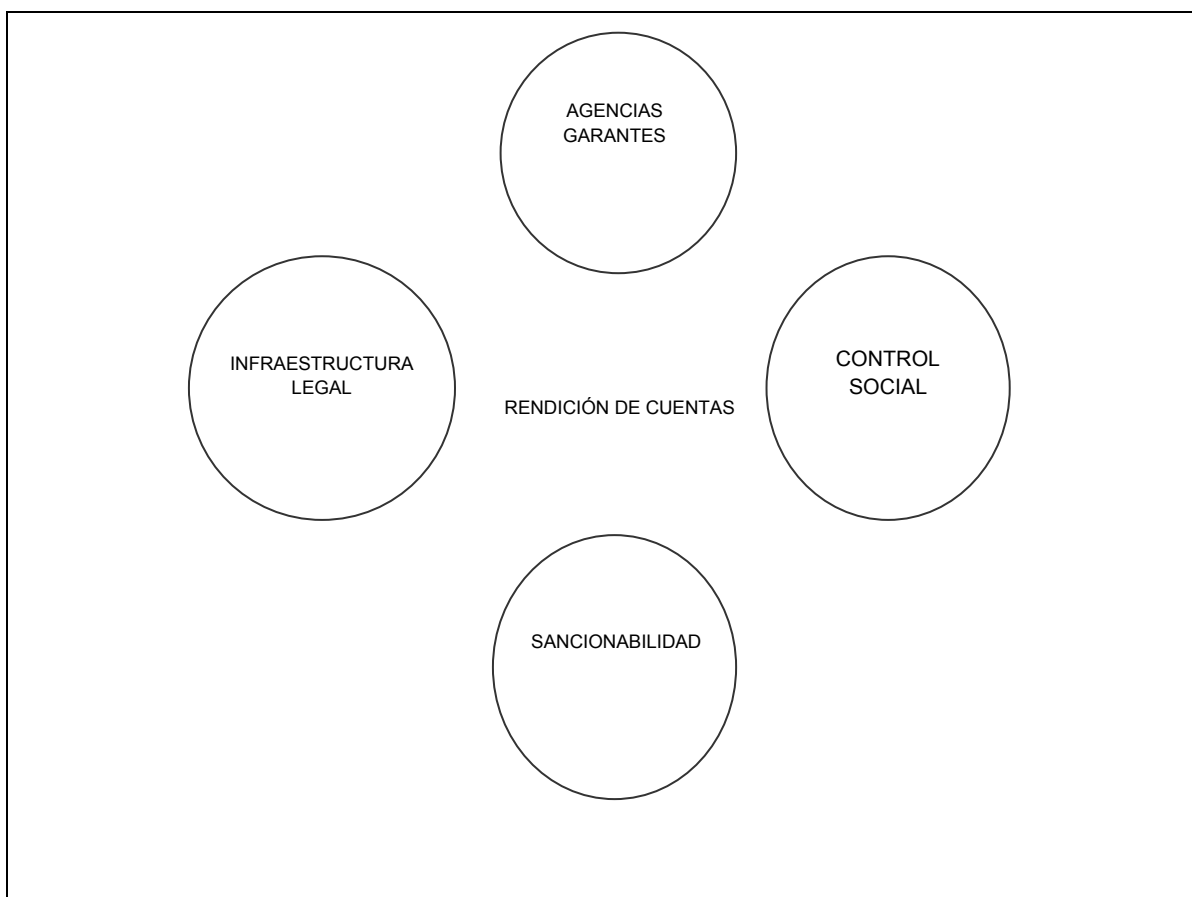 AGENCIAS
GARANTES
INFRAESTRUCTURA
LEGAL
CONTROL
SOCIAL
RENDICIÓN DE CUENTAS
SANCIONABILIDAD